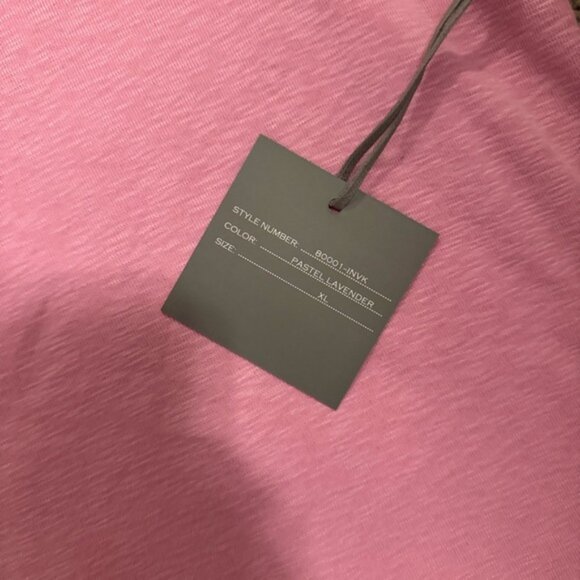 STYLE NUMBER: 80001-INVK
COLOR: PASTEL LAVENDER
SIZE: XL